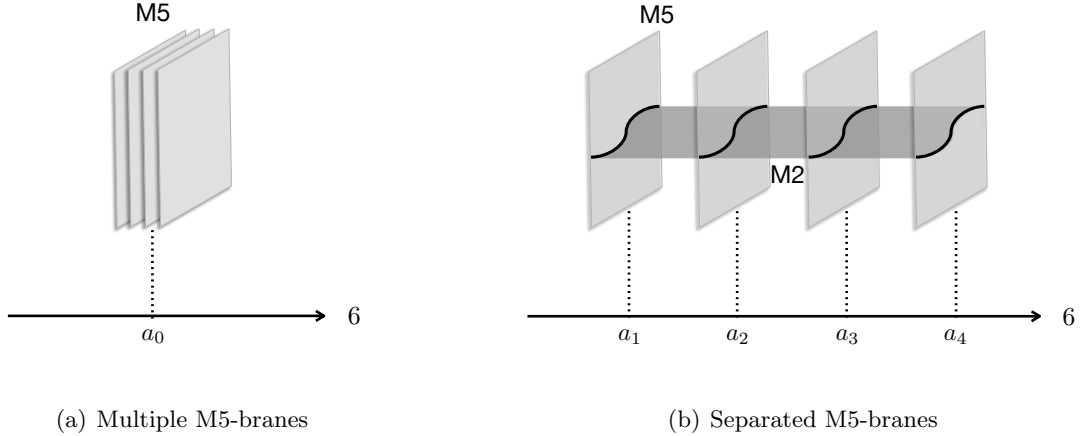 M5
6
a₀
(a) Multiple M5-branes
M5
M2
6
a₁ a₂ a₃ a₄
(b) Separated M5-branes